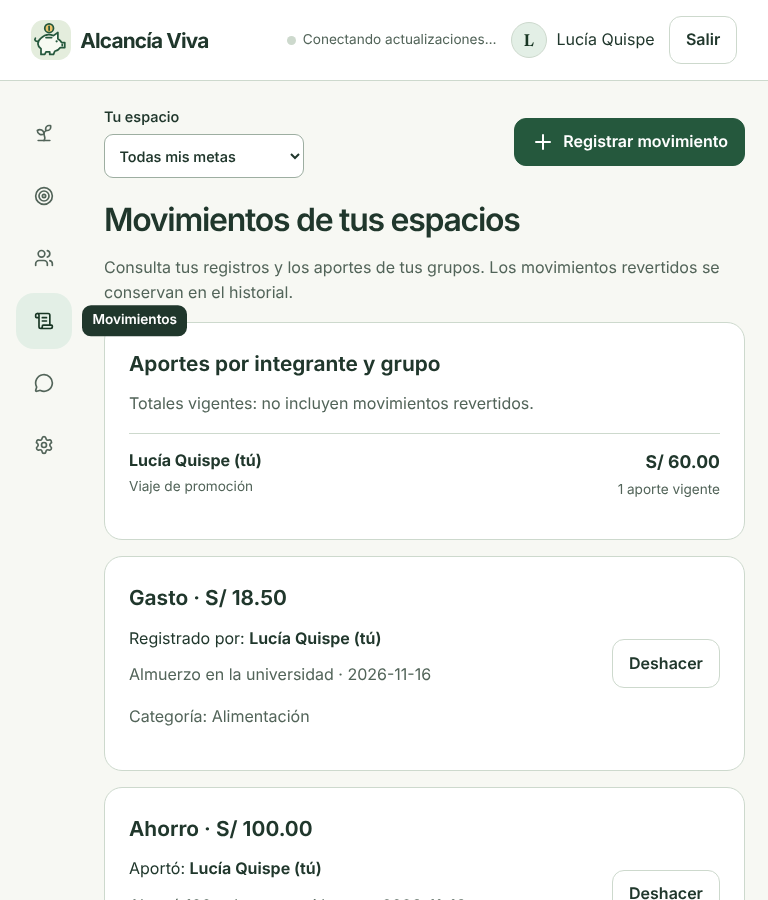 Alcancía Viva
Conectando actualizaciones...
L
Lucía Quispe
Salir
Tu espacio
Todas mis metas
Registrar movimiento
Movimientos de tus espacios
Consulta tus registros y los aportes de tus grupos. Los movimientos revertidos se
conservan en el historial.
Movimientos
Aportes por integrante y grupo
Totales vigentes: no incluyen movimientos revertidos.
Lucía Quispe (tú)
S/ 60.00
Viaje de promoción
1 aporte vigente
Gasto · S/ 18.50
Registrado por: Lucía Quispe (tú)
Almuerzo en la universidad · 2026-11-16
Categoría: Alimentación
Deshacer
Ahorro · S/ 100.00
Aportó: Lucía Quispe (tú)
Deshacer